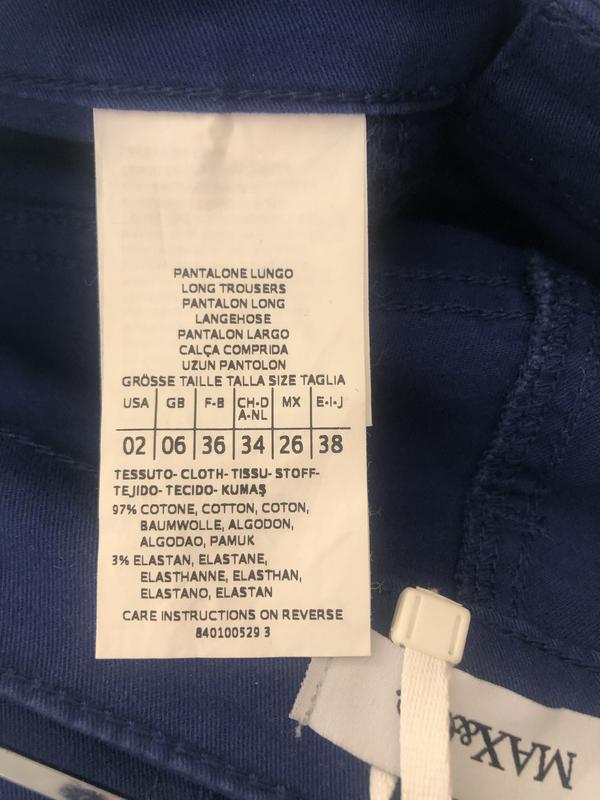 PANTALONE LUNGO
LONG TROUSERS
PANTALON LONG
LANGEHOSE
PANTALON LARGO
CALÇA COMPRIDA
UZUN PANTOLON
GRÖSSE TAILLE TALLA SIZE TAGLIA
USA GB F-B CH-D A-NL MX E-I-J
02 06 36 34 26 38
TESSUTO- CLOTH- TISSU- STOFF-
TEJIDO- TECIDO- KUMAŞ
97% COTONE, COTTON, COTON,
BAUMWOLLE, ALGODON,
ALGODAO, PAMUK
3% ELASTAN, ELASTANE,
ELASTHANNE, ELASTHAN,
ELASTANO, ELASTAN
CARE INSTRUCTIONS ON REVERSE
840100529 3
MAX&